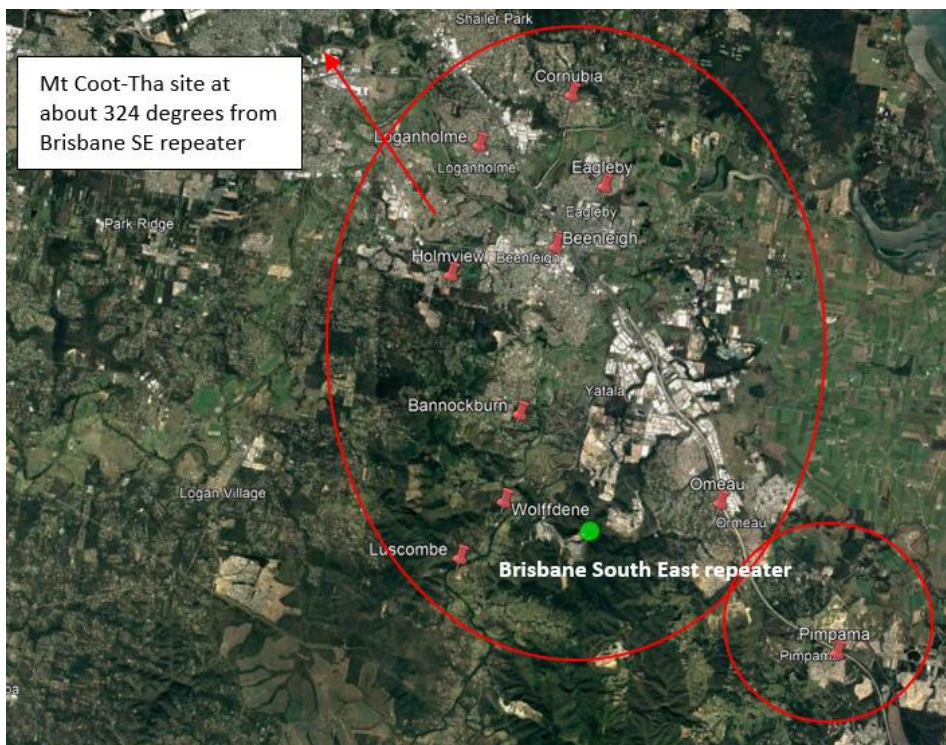 Shailer Park
Mt Coot-Tha site at
about 324 degrees from
Brisbane SE repeater
Cornubia
Loganholme
Loganholme
Eagleby
Eagleby
Park Ridge
Beenleigh
Beenleigh
Holmview
Yatala
Bannockburn
Logan Village
Omeau
Wolffdene
Ormeau
Luscombe
Brisbane South East repeater
Pimpama
Pimpama